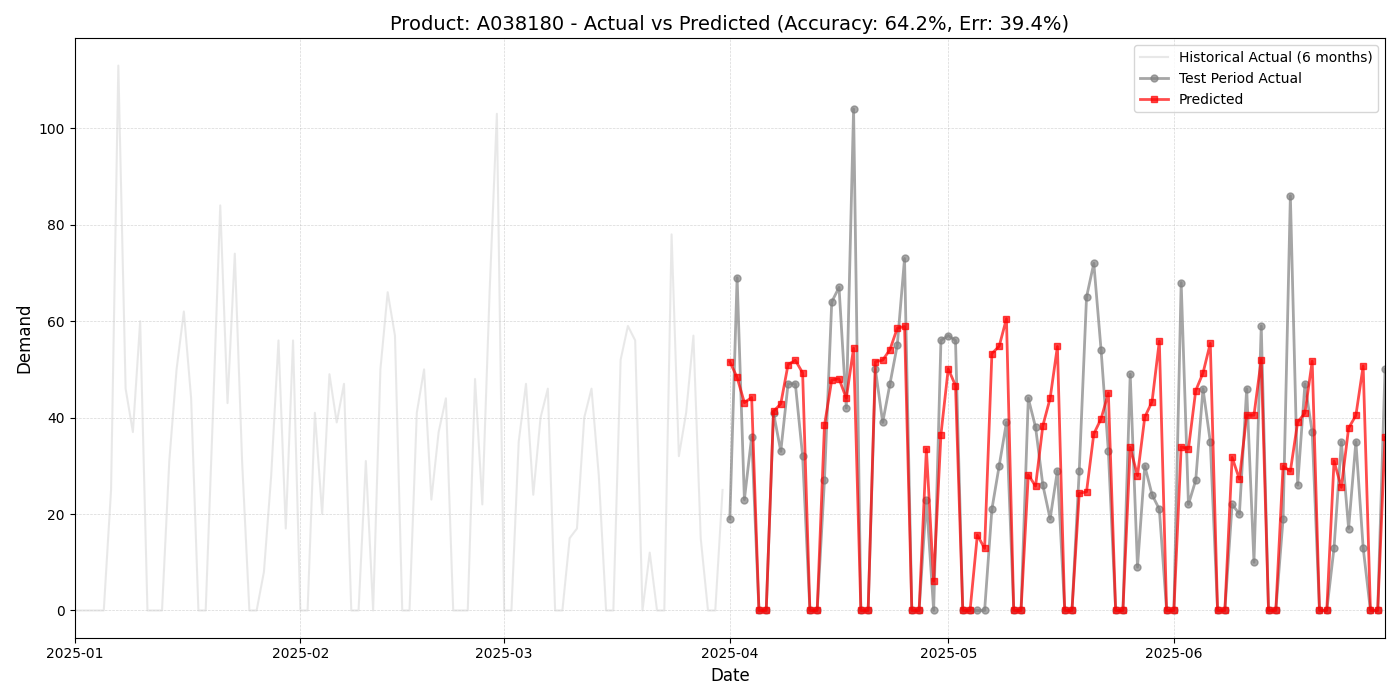 Product: A038180 - Actual vs Predicted (Accuracy: 64.2%, Err: 39.4%)
Historical Actual (6 months)
Test Period Actual
Predicted
Demand
100
80
60
40
20
0
2025-01
2025-02
2025-03
2025-04
2025-05
2025-06
Date